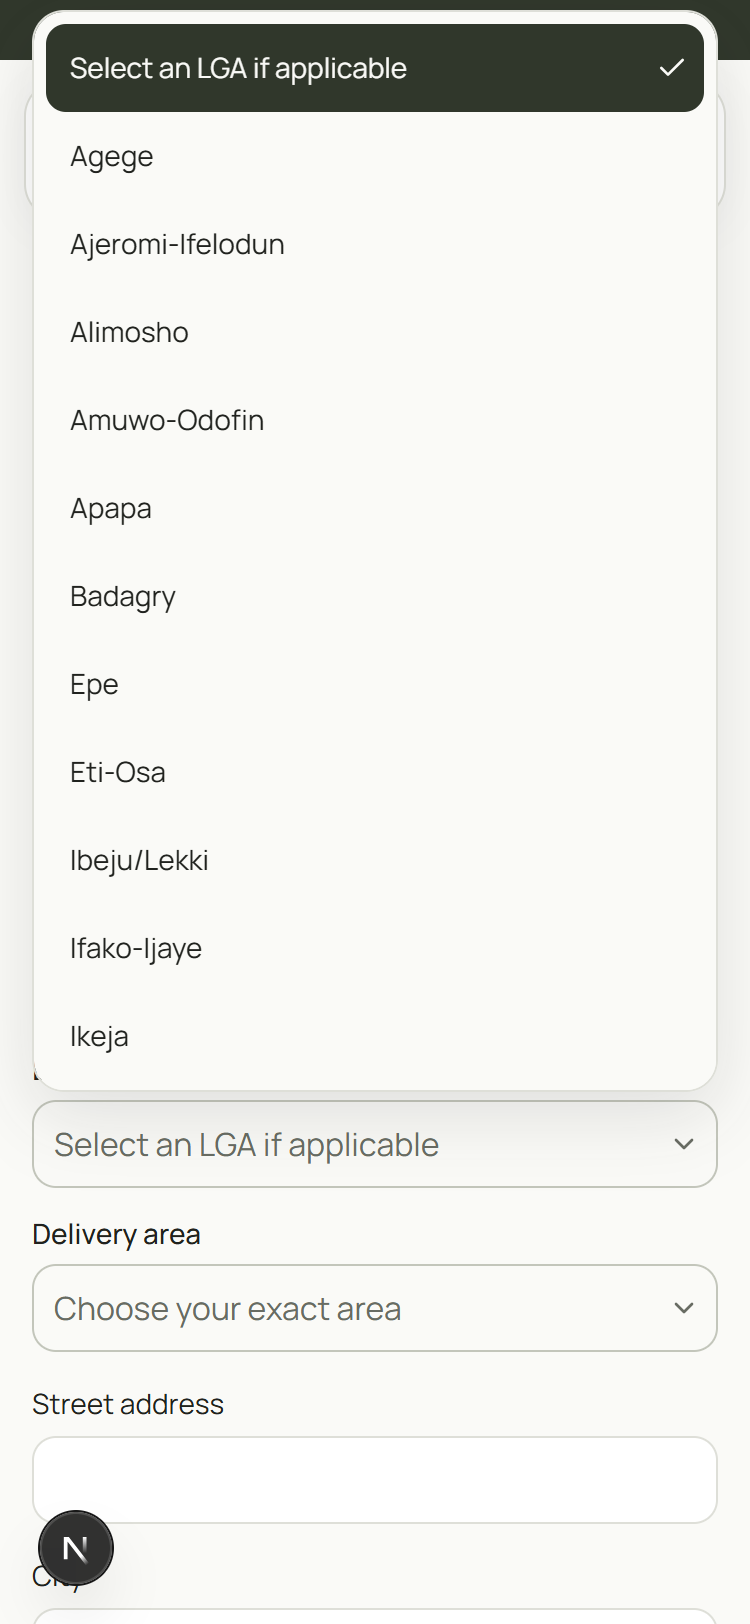 Select an LGA if applicable
Agege
Ajeromi-Ifelodun
Alimosho
Amuwo-Odofin
Apapa
Badagry
Epe
Eti-Osa
Ibeju/Lekki
Ifako-Ijaye
Ikeja
Select an LGA if applicable
Delivery area
Choose your exact area
Street address
N